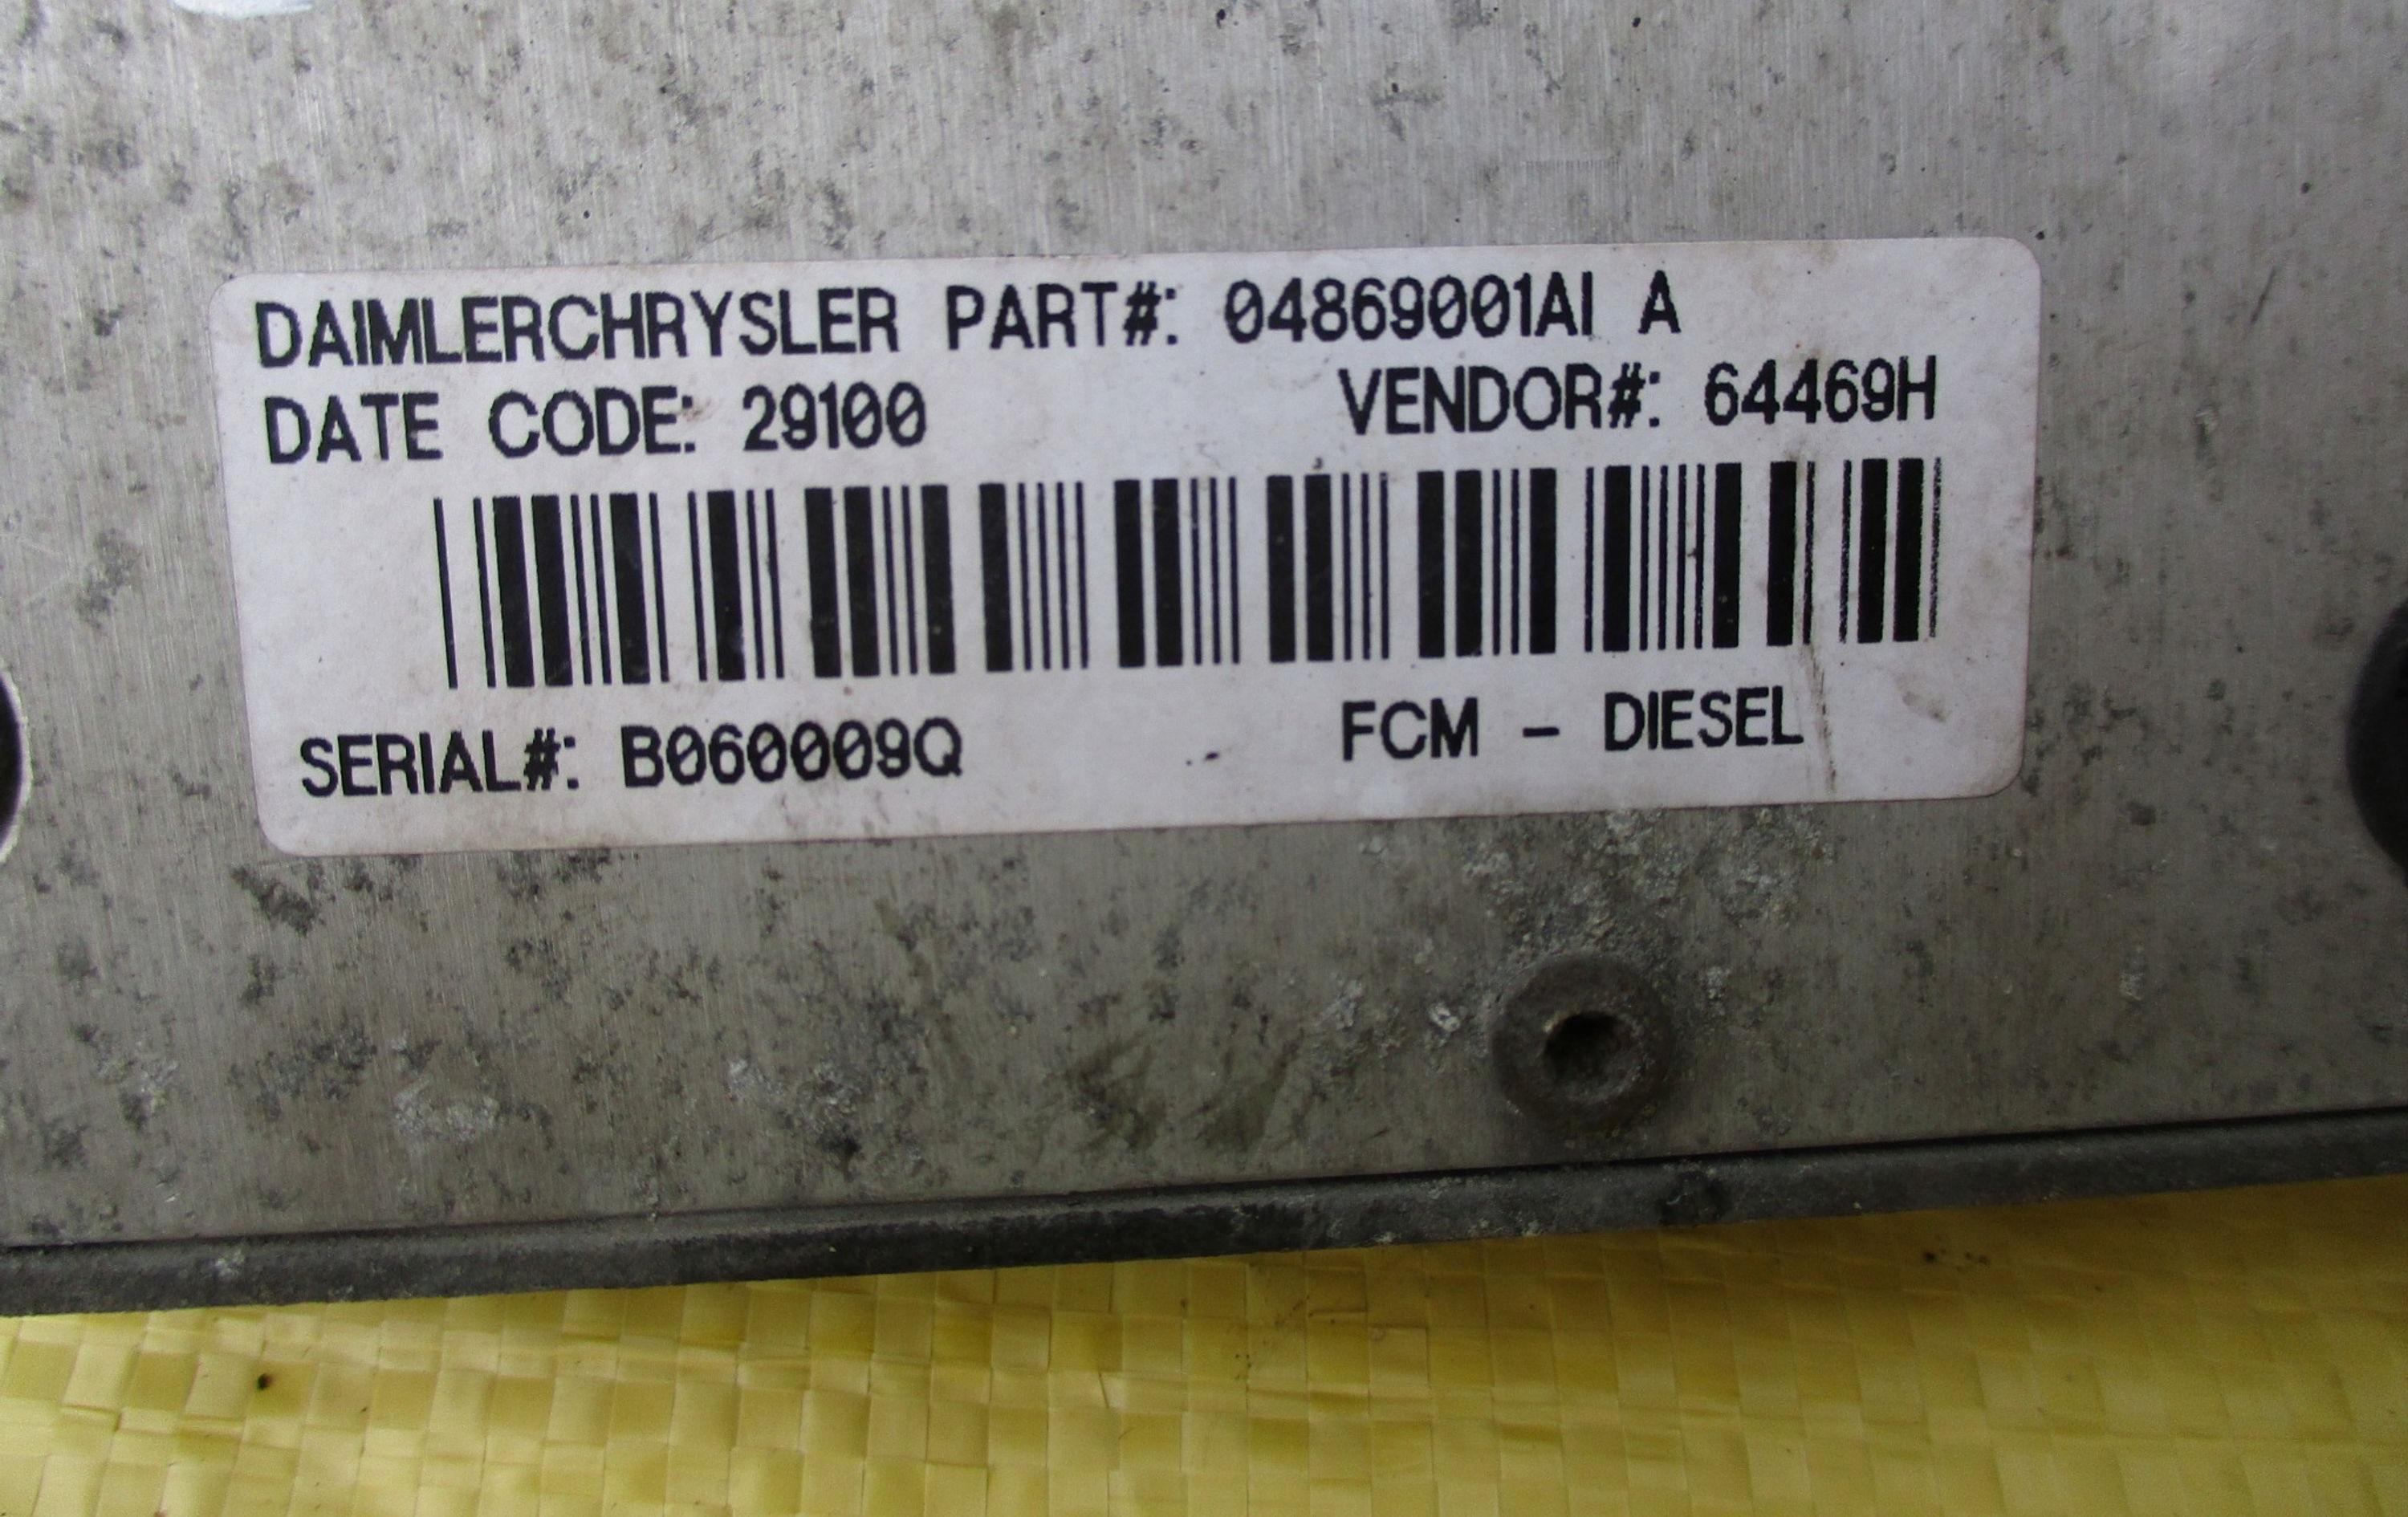 DAIMLERCHRYSLER PART#: 04869001AI A
DATE CODE: 29100 VENDOR#: 64469H
SERIAL#: B060009Q FCM - DIESEL